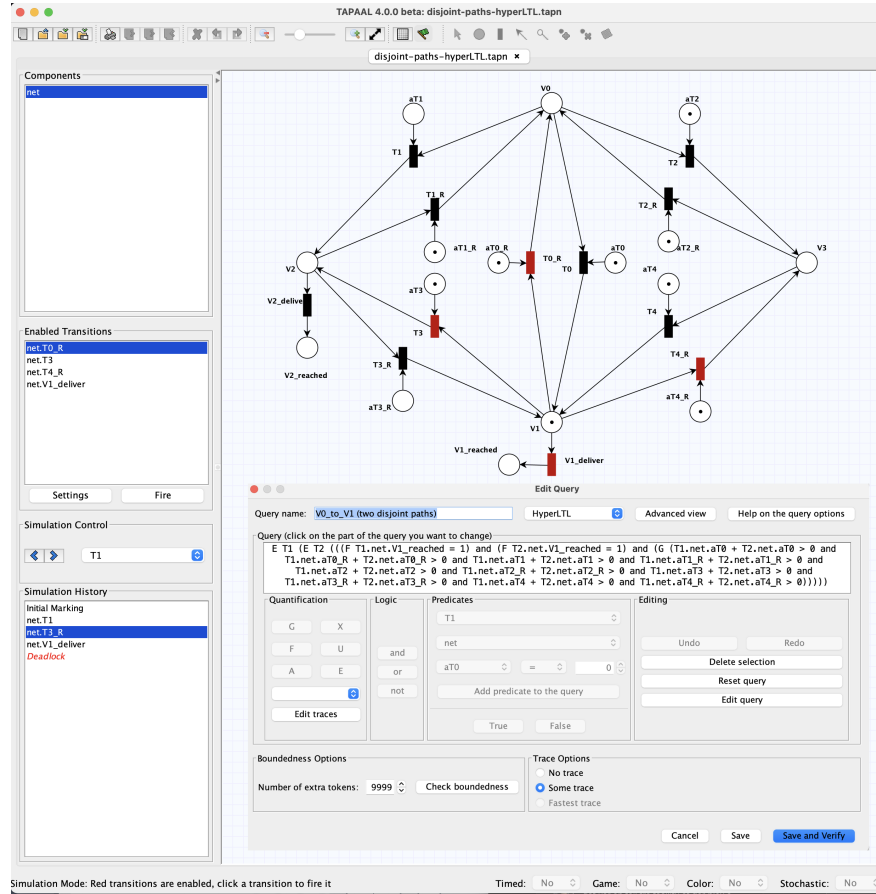 TAPAAL 4.0.0 beta: disjoint-paths-hyperLTL.tapn
disjoint-paths-hyperLTL.tapn ×
Components
net
Enabled Transitions
net.T0_R
net.T3
net.T4_R
net.V1_deliver
Settings Fire
Simulation Control
T1
Simulation History
Initial Marking
net.T1
net.T3_R
net.V1_deliver
Deadlock
aT1 V0 aT2
T1 T2
T1_R T2_R
aT1_R aT0_R T0_R T0 aT0 aT2_R V3
V2 aT3 aT4
V2_delive
T3 T4
T3_R T4_R
V2_reached
aT3_R aT4_R
V1
V1_reached V1_deliver
Edit Query
Query name: V0_to_V1 (two disjoint paths) HyperLTL Advanced view Help on the query options
Query (click on the part of the query you want to change)
E T1 (E T2 (((F T1.net.V1_reached = 1) and (F T2.net.V1_reached = 1) and (G (T1.net.aT0 + T2.net.aT0 > 0 and
T1.net.aT0_R + T2.net.aT0_R > 0 and T1.net.aT1 + T2.net.aT1 > 0 and T1.net.aT1_R + T2.net.aT1_R > 0 and
T1.net.aT2 + T2.net.aT2 > 0 and T1.net.aT2_R + T2.net.aT2_R > 0 and T1.net.aT3 + T2.net.aT3 > 0 and
T1.net.aT3_R + T2.net.aT3_R > 0 and T1.net.aT4 + T2.net.aT4 > 0 and T1.net.aT4_R + T2.net.aT4_R > 0)))))
Quantification Logic Predicates Editing
G X
F U
A E
Edit traces
and
or
not
T1
net
aT0 = 0
Add predicate to the query
True False
Undo Redo
Delete selection
Reset query
Edit query
Boundedness Options
Number of extra tokens: 9999 Check boundedness
Trace Options
No trace
Some trace
Fastest trace
Cancel Save Save and Verify
Simulation Mode: Red transitions are enabled, click a transition to fire it
Timed: No Game: No Color: No Stochastic: No